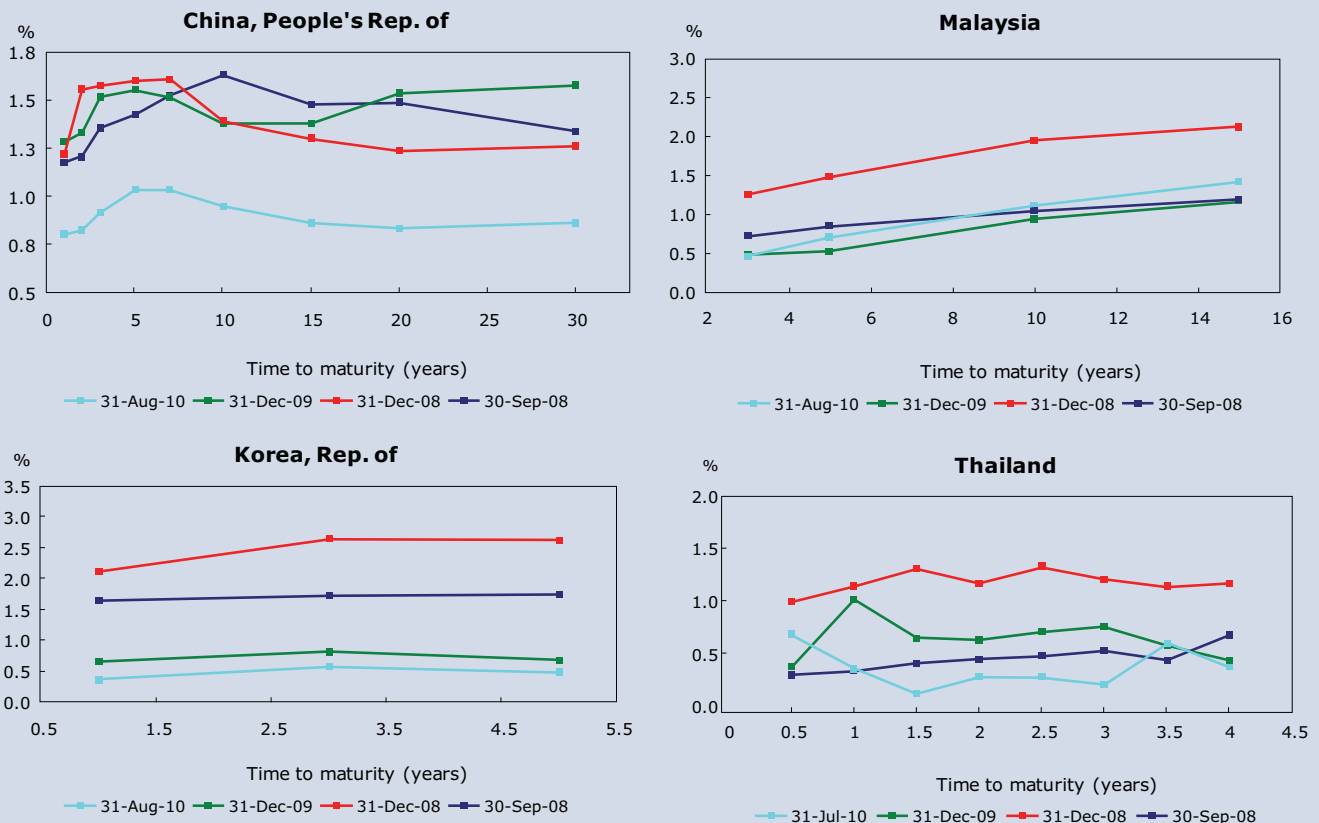 China, People's Rep. of
%
1.8
1.5
1.3
1.0
0.8
0.5
0 5 10 15 20 25 30
Time to maturity (years)
31-Aug-10 31-Dec-09 31-Dec-08 30-Sep-08
Malaysia
%
3.0
2.5
2.0
1.5
1.0
0.5
0.0
2 4 6 8 10 12 14 16
Time to maturity (years)
31-Aug-10 31-Dec-09 31-Dec-08 30-Sep-08
Korea, Rep. of
%
3.5
3.0
2.5
2.0
1.5
1.0
0.5
0.0
0.5 1.5 2.5 3.5 4.5 5.5
Time to maturity (years)
31-Aug-10 31-Dec-09 31-Dec-08 30-Sep-08
Thailand
%
2.0
1.5
1.0
0.5
0.0
0 0.5 1 1.5 2 2.5 3 3.5 4 4.5
Time to maturity (years)
31-Jul-10 31-Dec-09 31-Dec-08 30-Sep-08